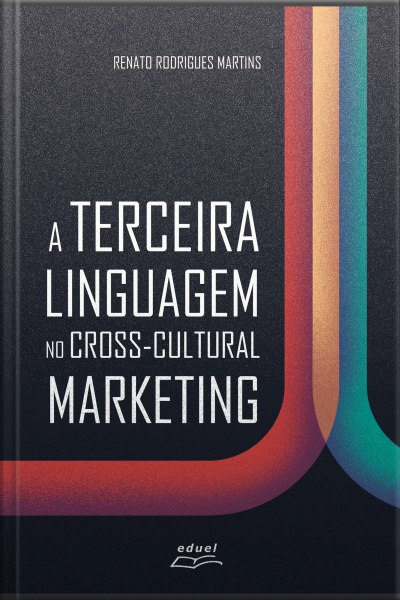 RENATO RODRIGUES MARTINS
A TERCEIRA
LINGUAGEM
NO CROSS-CULTURAL
MARKETING
eduel